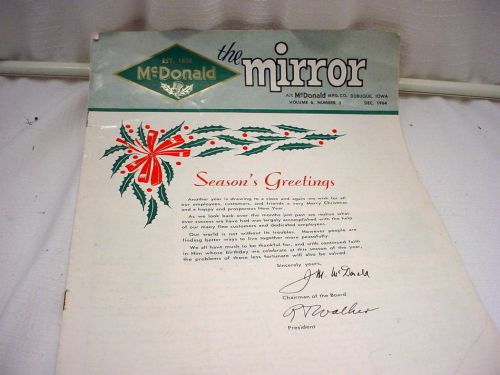 EST. 1856
McDonald
the mirror
A.Y. McDonald MFG. CO. DUBUQUE, IOWA
VOLUME 6, NUMBER 3 DEC. 1964
Season's Greetings
Another year is drawing to a close and again we wish for all
our employees, customers, and friends a very Merry Christmas
and a happy and prosperous New Year.
As we look back over the months just past we realize what
ever success we have had was largely accomplished with the help
of our many fine customers and dedicated employees.
Our world is not without its troubles. However people are
finding better ways to live together more peacefully.
We all have much to be thankful for, and with continued faith
in Him whose birthday we celebrate at this season of the year,
the problems of those less fortunate will also be solved.
Sincerely yours,
J. M. McDonald
Chairman of the Board
R T Walker
President